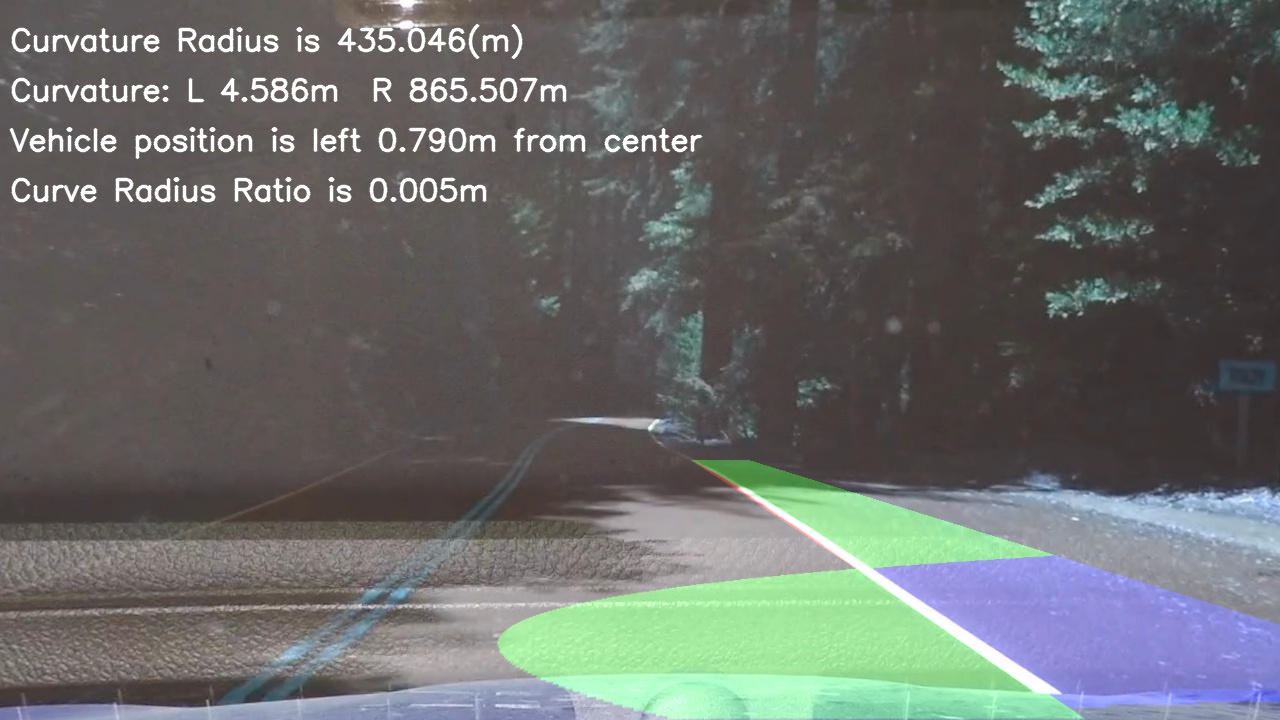 Curvature Radius is 435.046(m)
Curvature: L 4.586m R 865.507m
Vehicle position is left 0.790m from center
Curve Radius Ratio is 0.005m